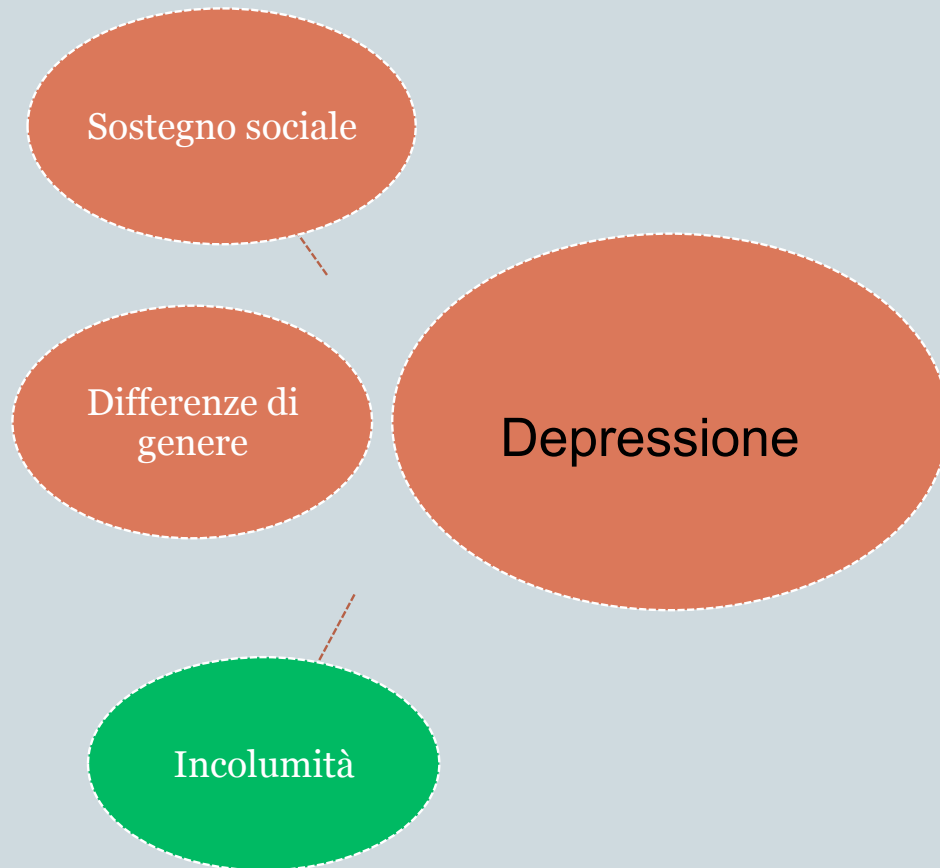 Sostegno sociale
Differenze di
genere
Depressione
Incolumità